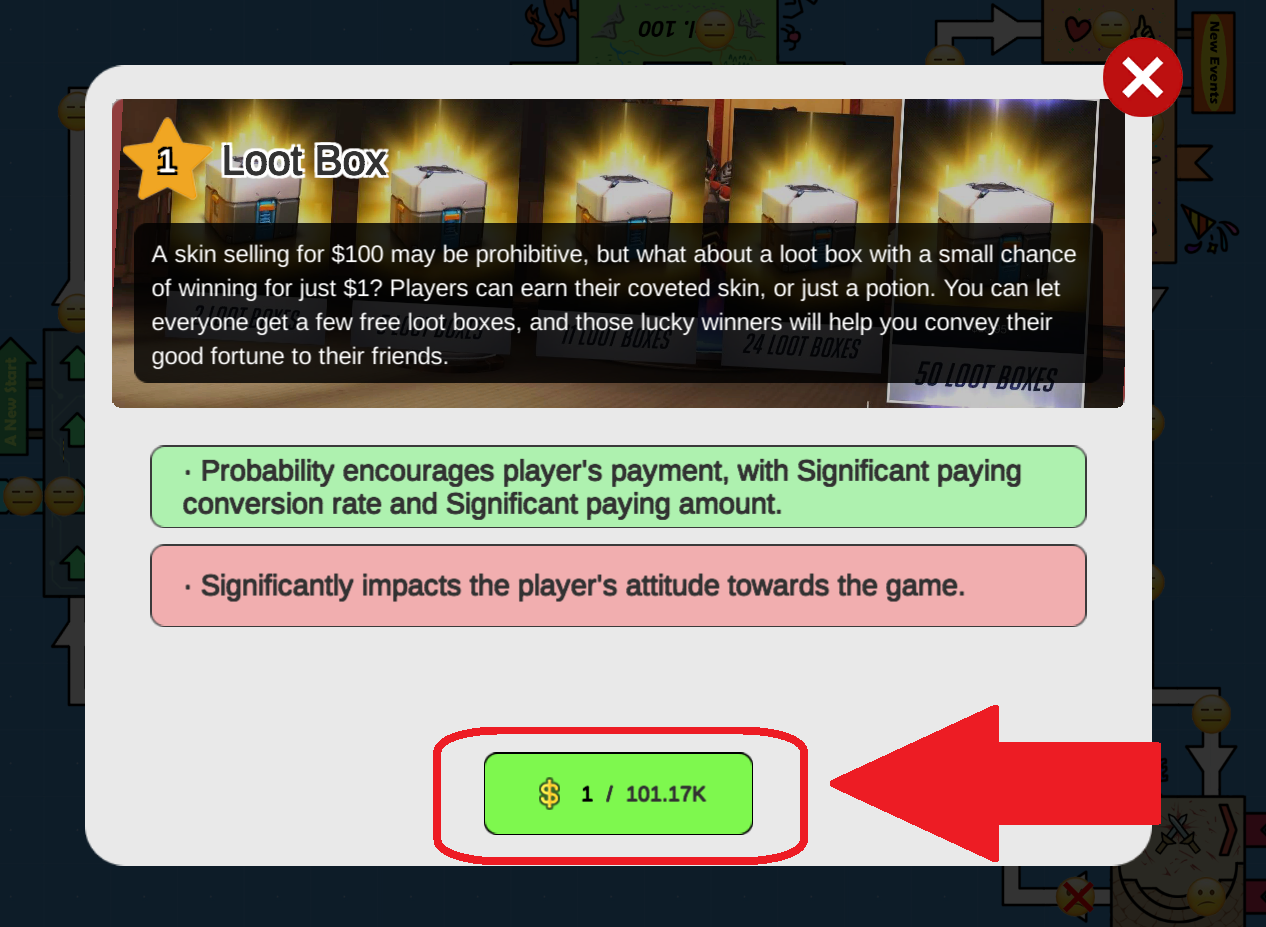 I. 100
New Events
1
Loot Box
A skin selling for $100 may be prohibitive, but what about a loot box with a small chance
of winning for just $1? Players can earn their coveted skin, or just a potion. You can let
everyone get a few free loot boxes, and those lucky winners will help you convey their
good fortune to their friends.
LOOT BOXES
11 LOOT BOXES
24 LOOT BOXES
50 LOOT BOXES
A New Start
· Probability encourages player's payment, with Significant paying
conversion rate and Significant paying amount.
· Significantly impacts the player's attitude towards the game.
$ 1 / 101.17K